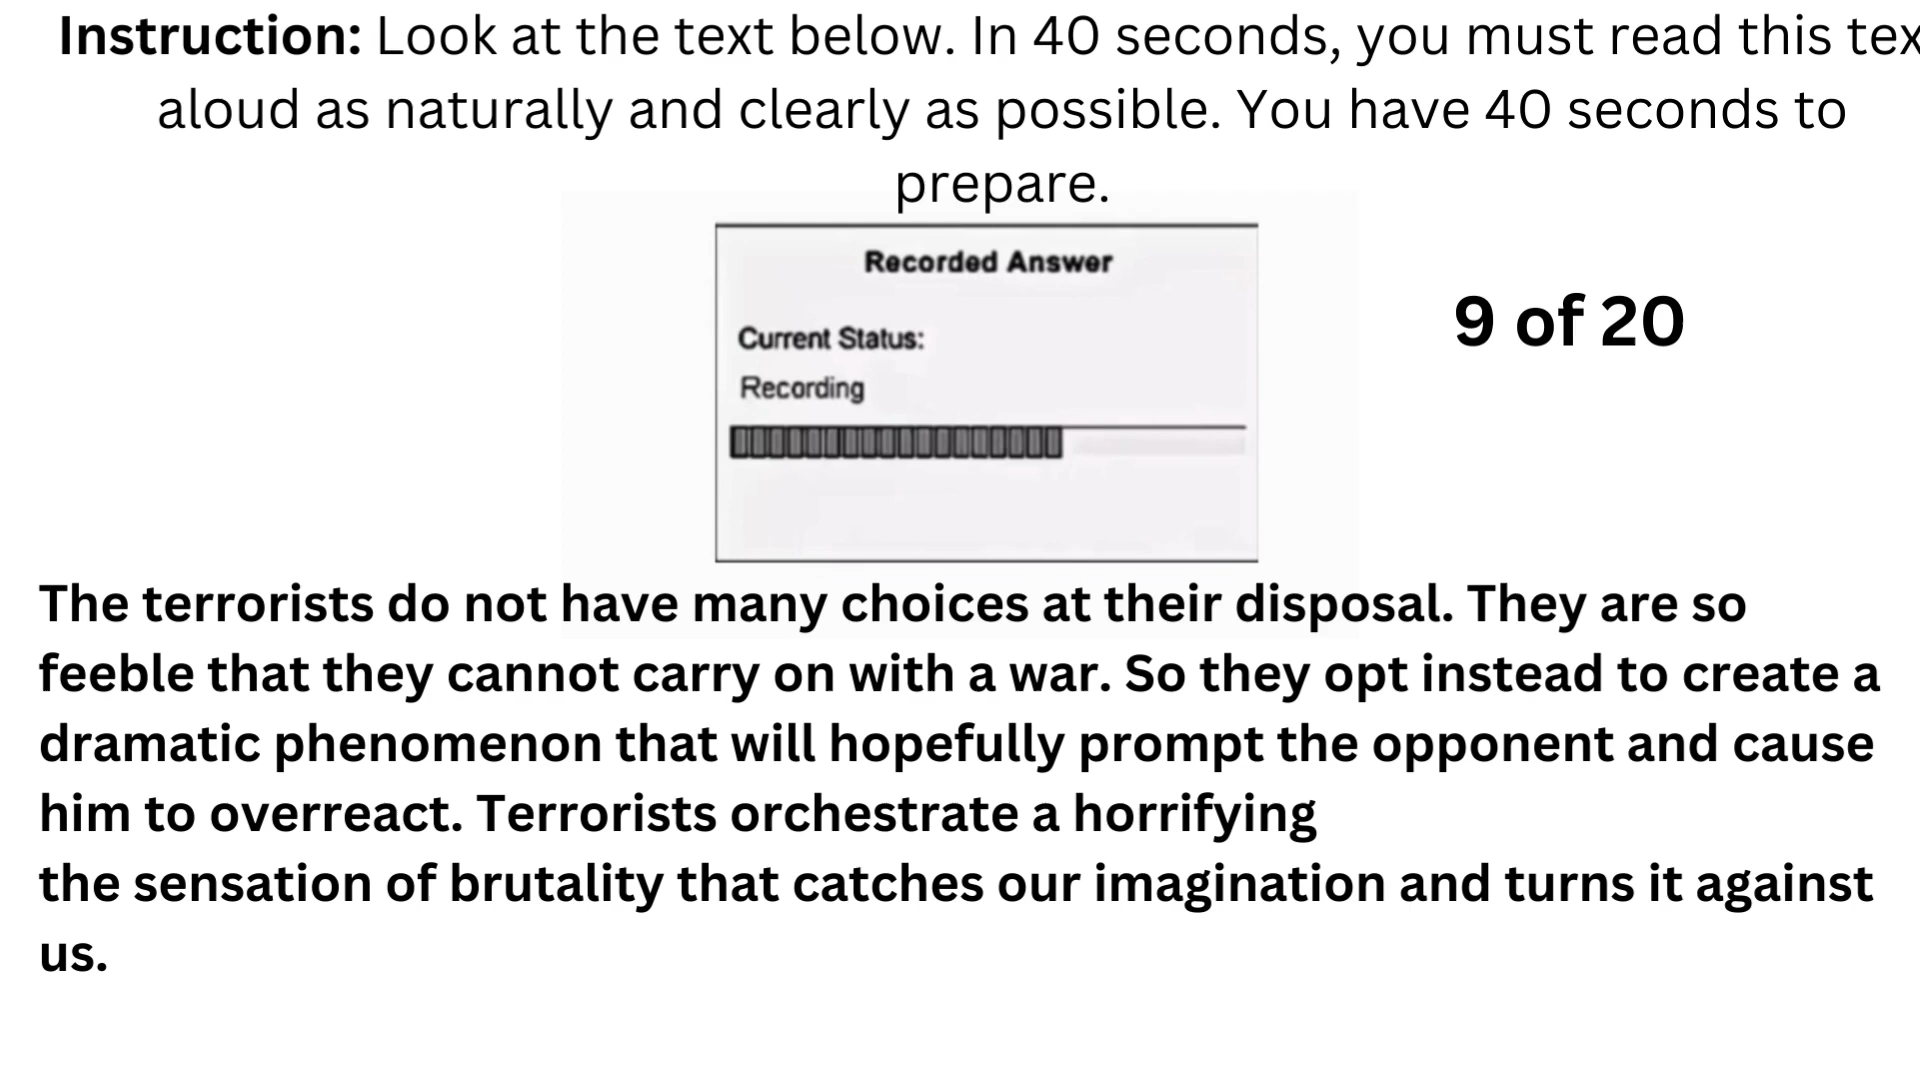 Instruction: Look at the text below. In 40 seconds, you must read this tex
aloud as naturally and clearly as possible. You have 40 seconds to
prepare.
Recorded Answer
Current Status:
Recording
9 of 20
The terrorists do not have many choices at their disposal. They are so
feeble that they cannot carry on with a war. So they opt instead to create a
dramatic phenomenon that will hopefully prompt the opponent and cause
him to overreact. Terrorists orchestrate a horrifying
the sensation of brutality that catches our imagination and turns it against
us.